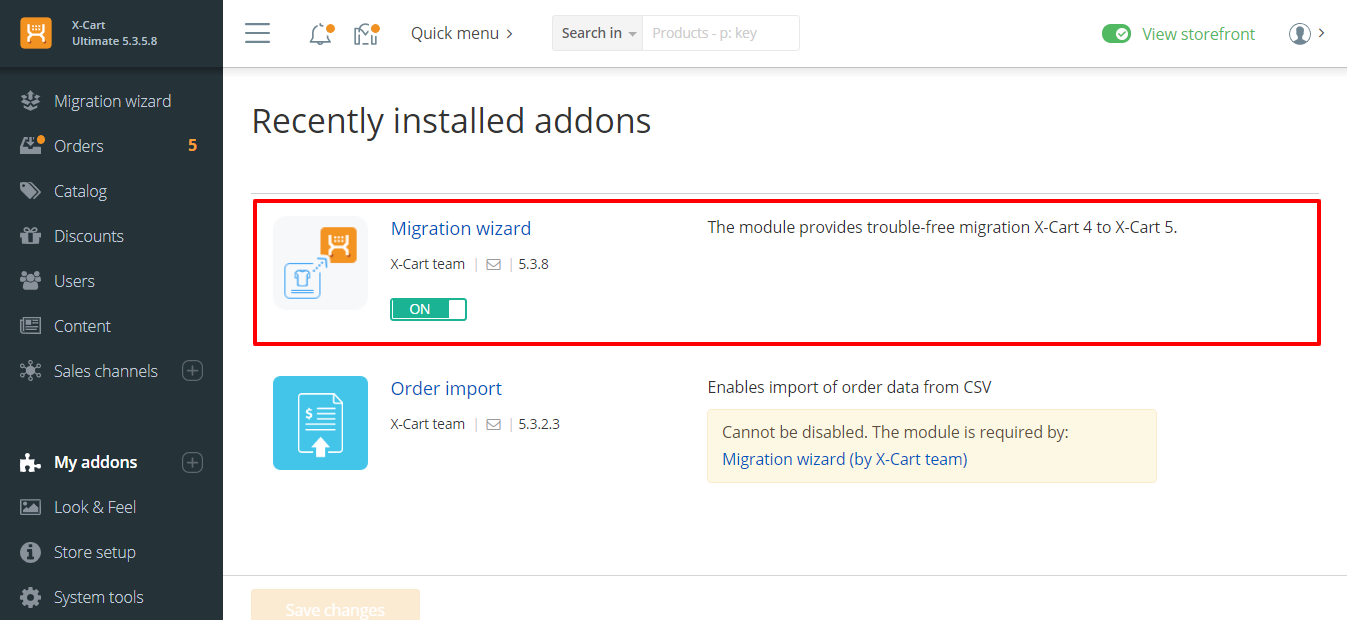 X-Cart
Ultimate 5.3.5.8
Quick menu
Search in
Products - p: key
View storefront
Migration wizard
Orders 5
Catalog
Discounts
Users
Content
Sales channels
My addons
Look & Feel
Store setup
System tools
Recently installed addons
Migration wizard
X-Cart team | | 5.3.8
ON
The module provides trouble-free migration X-Cart 4 to X-Cart 5.
Order import
X-Cart team | | 5.3.2.3
Enables import of order data from CSV
Cannot be disabled. The module is required by:
Migration wizard (by X-Cart team)
Save changes